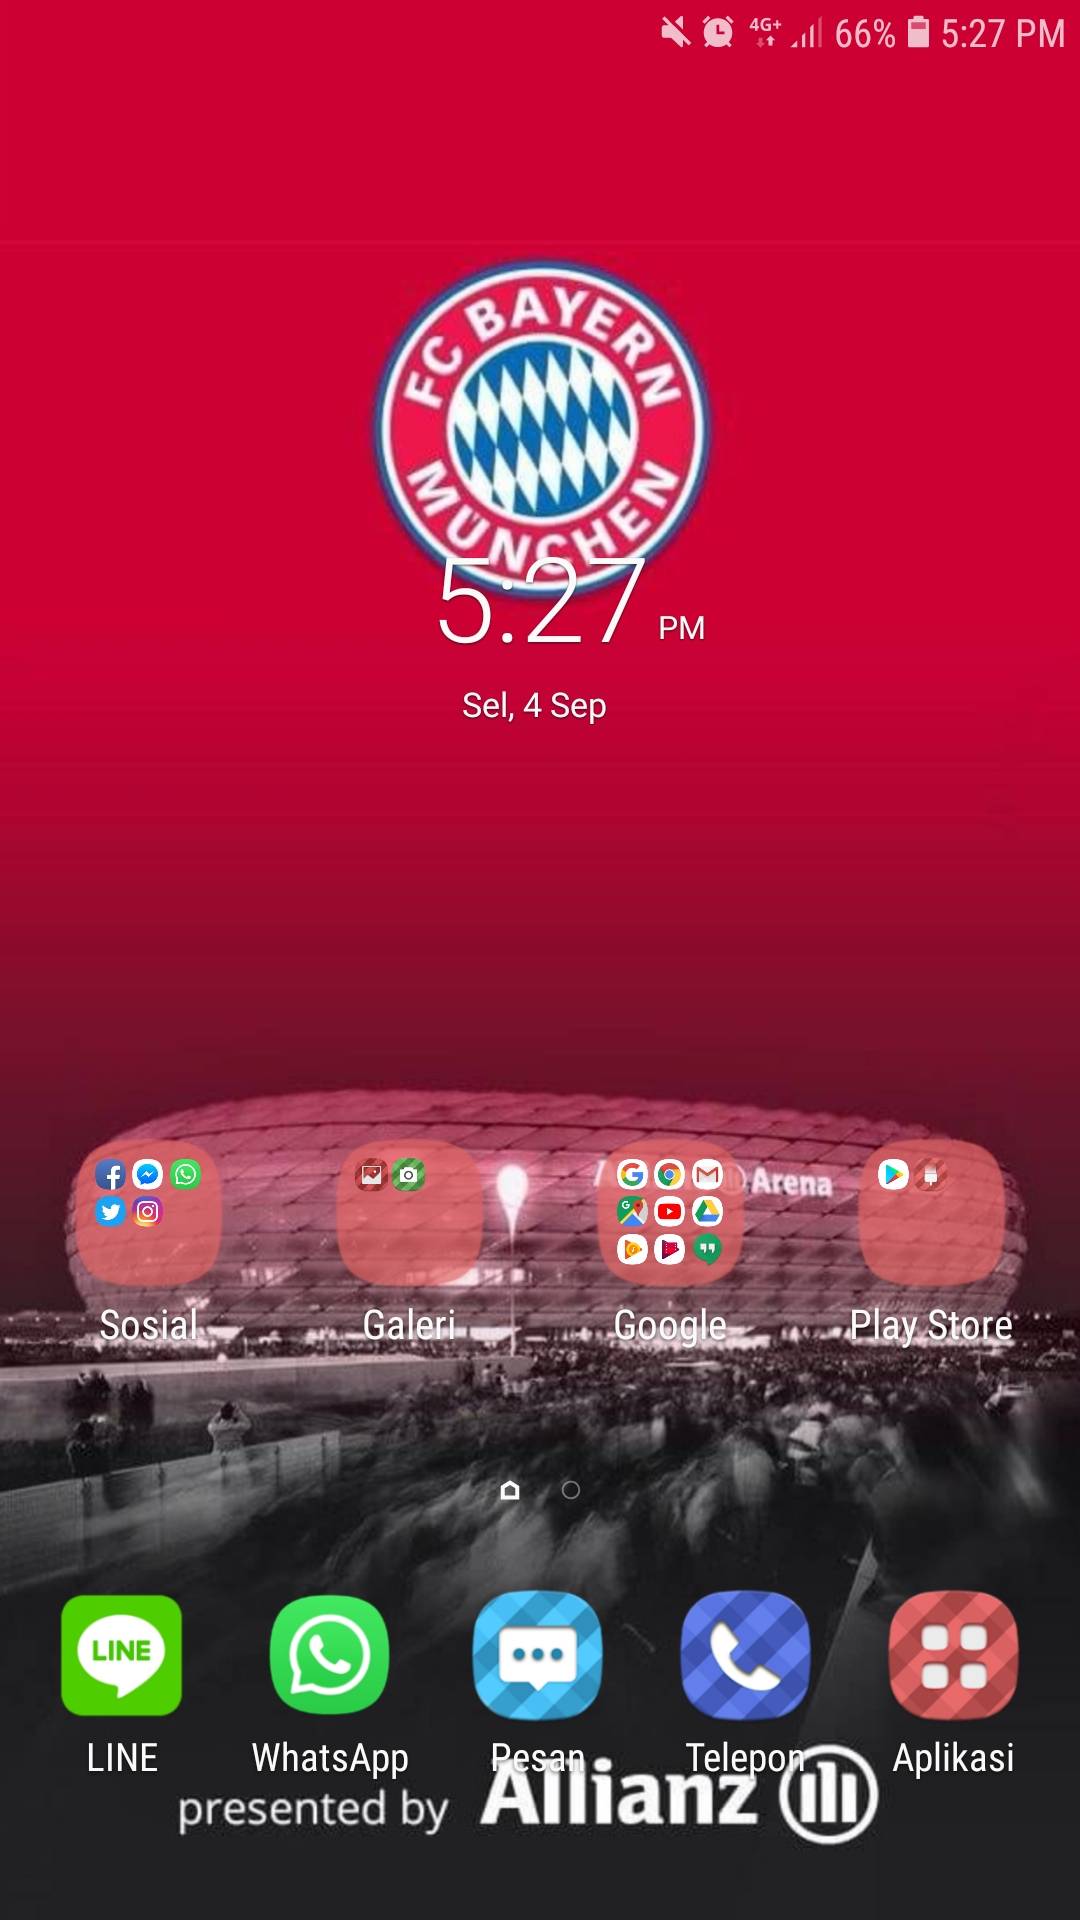 4G+ 66% 5:27 PM
FC BAYERN
MÜNCHEN
5:27 PM
Sel, 4 Sep
Arena
Sosial Galeri Google Play Store
LINE
LINE WhatsApp Pesan Telepon Aplikasi
presented by Allianz